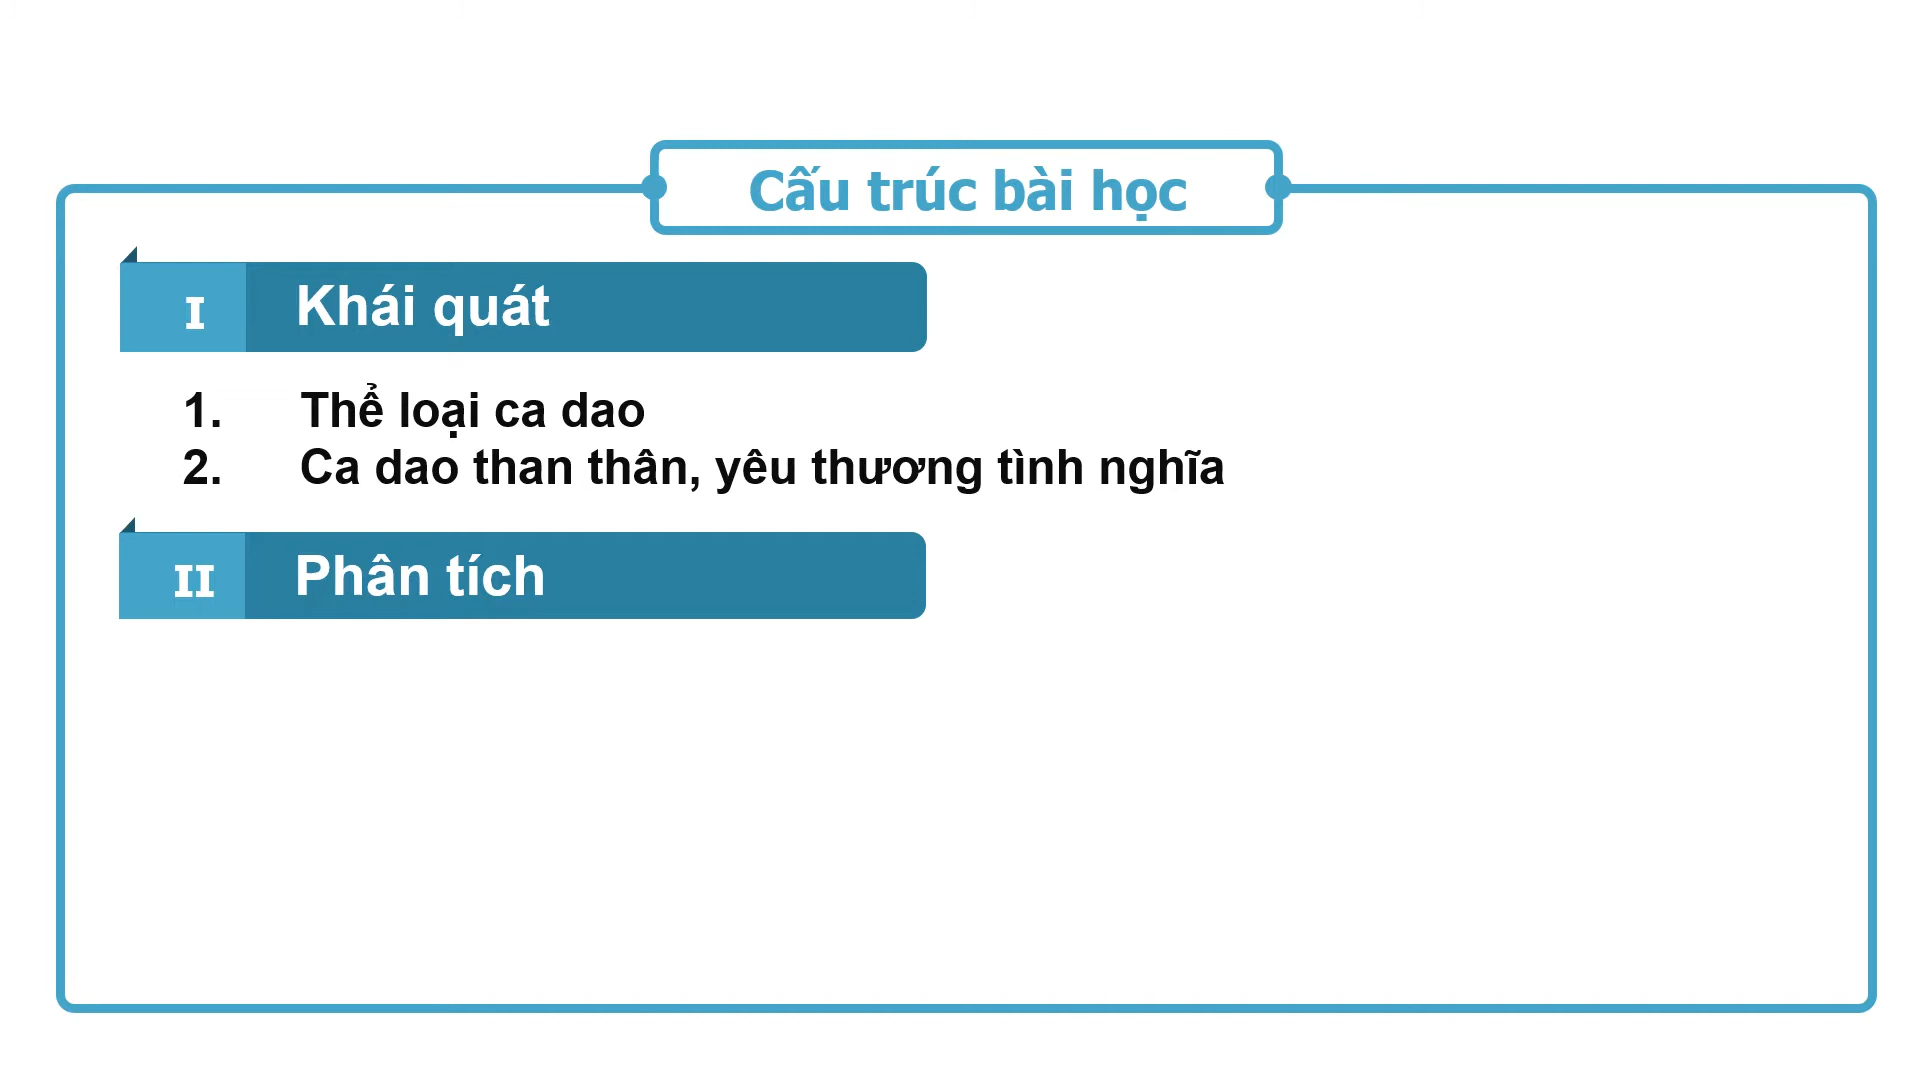 Cấu trúc bài học
I Khái quát
1. Thể loại ca dao
2. Ca dao than thân, yêu thương tình nghĩa
II Phân tích